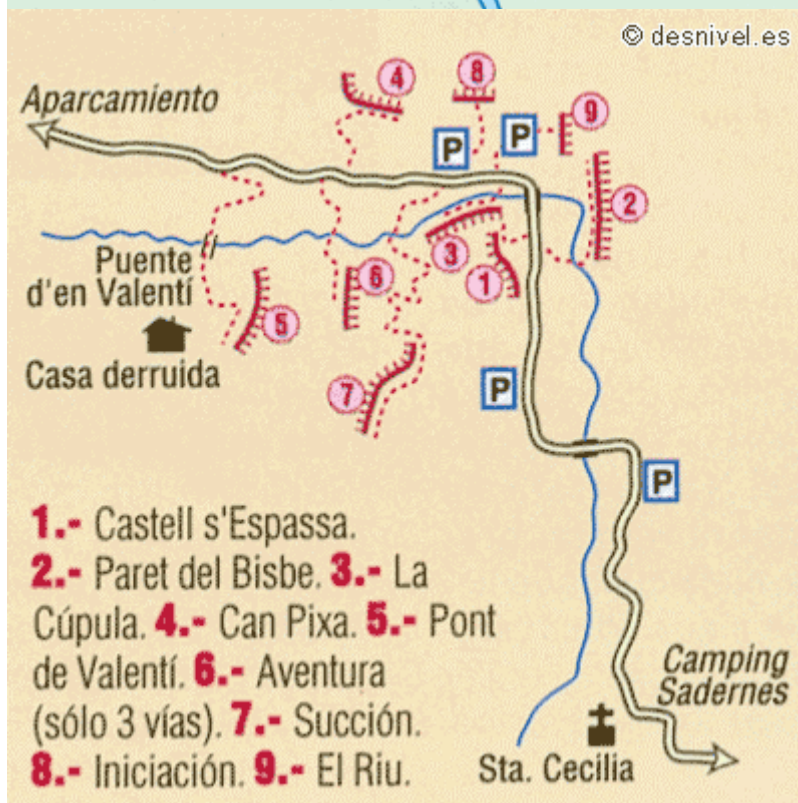 © desnivel.es
Aparcamiento
4
8
9
P
P
2
3
1
Puente
d'en Valentí
6
5
Casa derruida
7
P
P
1.- Castell s'Espassa.
2.- Paret del Bisbe. 3.- La
Cúpula. 4.- Can Pixa. 5.- Pont
de Valentí. 6.- Aventura
(sólo 3 vías). 7.- Succión.
8.- Iniciación. 9.- El Riu.
Camping
Sadernes
Sta. Cecilia